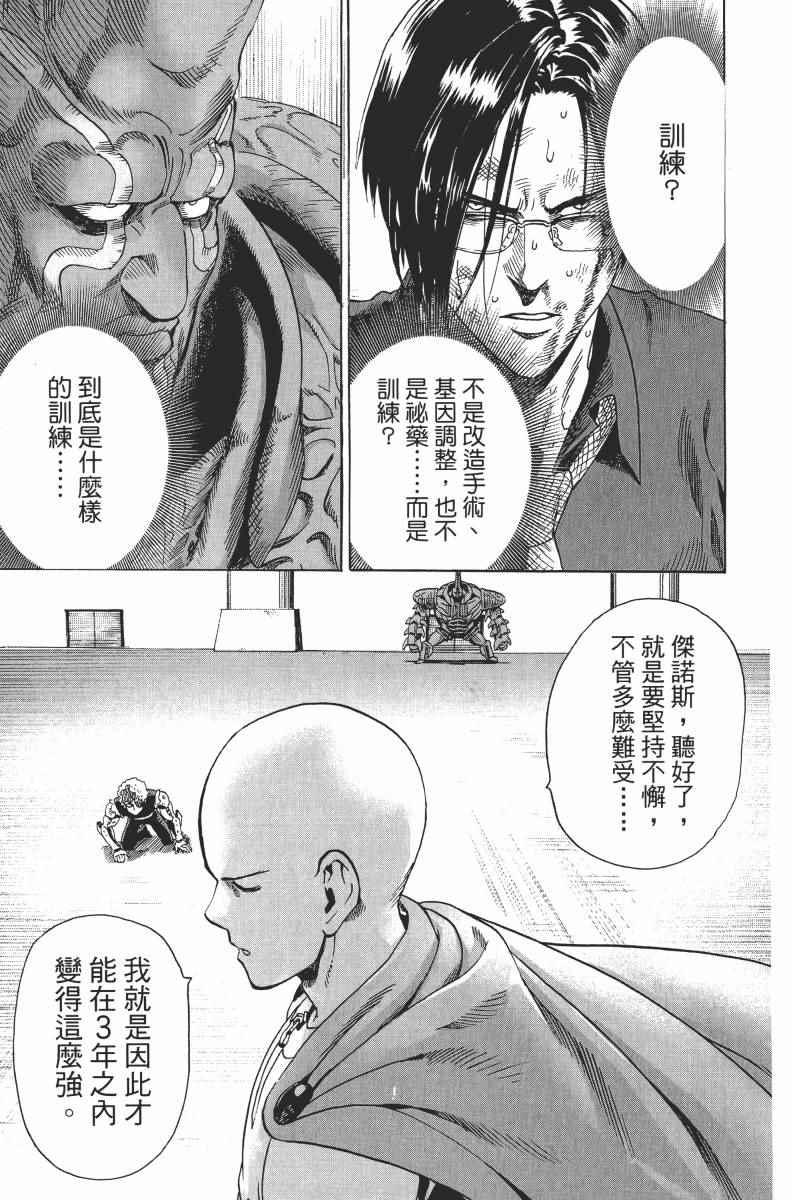 訓練？
不是改造手術、
基因調整，也不
是祕藥……而是
訓練？
到底是什麼樣
的訓練……
傑諾斯，聽好了，
就是要堅持不懈，
不管多麼難受……
我就是因此才
能在3年之內
變得這麼強。